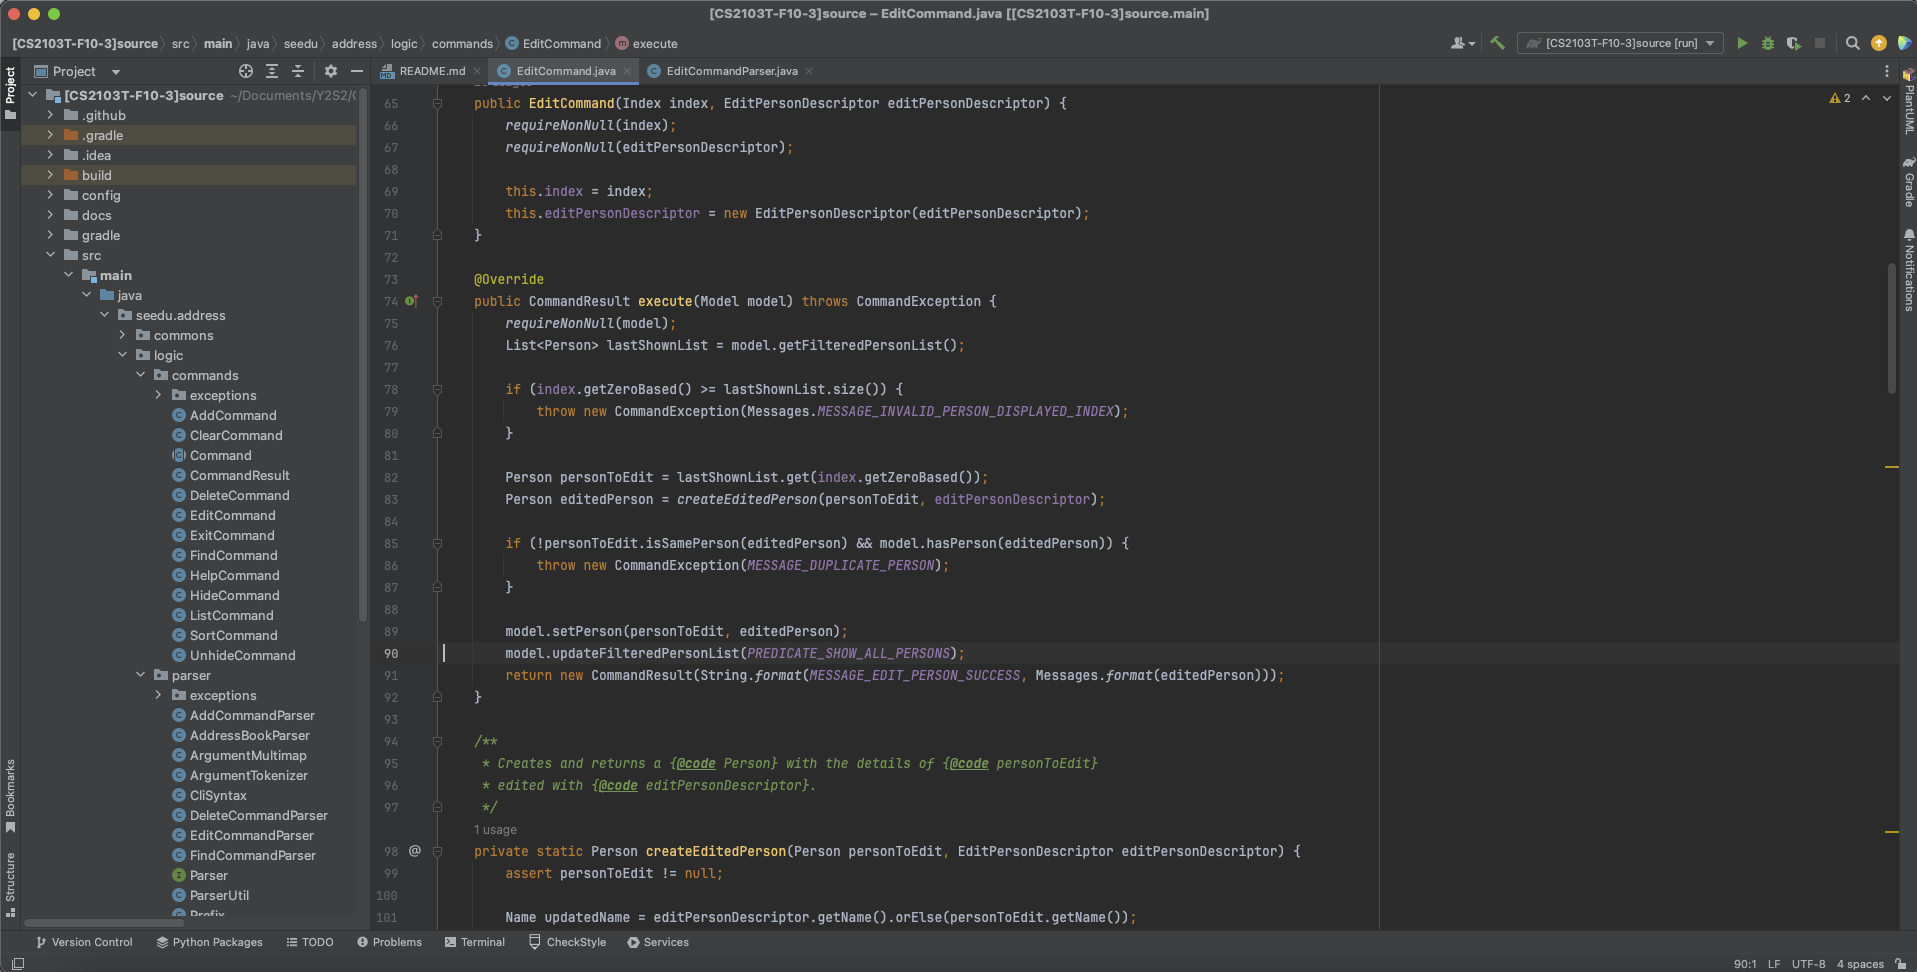 [CS2103T-F10-3]source – EditCommand.java [[CS2103T-F10-3]source.main]
[CS2103T-F10-3]source src main java seedu address logic commands EditCommand execute
[CS2103T-F10-3]source [run]
Project
README.md
EditCommand.java
EditCommandParser.java
Project
[CS2103T-F10-3]source ~/Documents/Y2S2/
.github
.gradle
.idea
build
config
docs
gradle
src
main
java
seedu.address
commons
logic
commands
exceptions
AddCommand
ClearCommand
Command
CommandResult
DeleteCommand
EditCommand
ExitCommand
FindCommand
HelpCommand
HideCommand
ListCommand
SortCommand
UnhideCommand
parser
exceptions
AddCommandParser
AddressBookParser
ArgumentMultimap
ArgumentTokenizer
CliSyntax
DeleteCommandParser
EditCommandParser
FindCommandParser
Parser
ParserUtil
Prefix
Bookmarks
Structure
65 public EditCommand(Index index, EditPersonDescriptor editPersonDescriptor) {
66 requireNonNull(index);
67 requireNonNull(editPersonDescriptor);
68
69 this.index = index;
70 this.editPersonDescriptor = new EditPersonDescriptor(editPersonDescriptor);
71 }
72
73 @Override
74 public CommandResult execute(Model model) throws CommandException {
75 requireNonNull(model);
76 List<Person> lastShownList = model.getFilteredPersonList();
77
78 if (index.getZeroBased() >= lastShownList.size()) {
79 throw new CommandException(Messages.MESSAGE_INVALID_PERSON_DISPLAYED_INDEX);
80 }
81
82 Person personToEdit = lastShownList.get(index.getZeroBased());
83 Person editedPerson = createEditedPerson(personToEdit, editPersonDescriptor);
84
85 if (!personToEdit.isSamePerson(editedPerson) && model.hasPerson(editedPerson)) {
86 throw new CommandException(MESSAGE_DUPLICATE_PERSON);
87 }
88
89 model.setPerson(personToEdit, editedPerson);
90 model.updateFilteredPersonList(PREDICATE_SHOW_ALL_PERSONS);
91 return new CommandResult(String.format(MESSAGE_EDIT_PERSON_SUCCESS, Messages.format(editedPerson)));
92 }
93
94 /**
95 * Creates and returns a {@code Person} with the details of {@code personToEdit}
96 * edited with {@code editPersonDescriptor}.
97 */
1 usage
98 @ private static Person createEditedPerson(Person personToEdit, EditPersonDescriptor editPersonDescriptor) {
99 assert personToEdit != null;
100
101 Name updatedName = editPersonDescriptor.getName().orElse(personToEdit.getName());
2
PlantUML
Gradle
Notifications
Version Control Python Packages TODO Problems Terminal CheckStyle Services
90:1 LF UTF-8 4 spaces